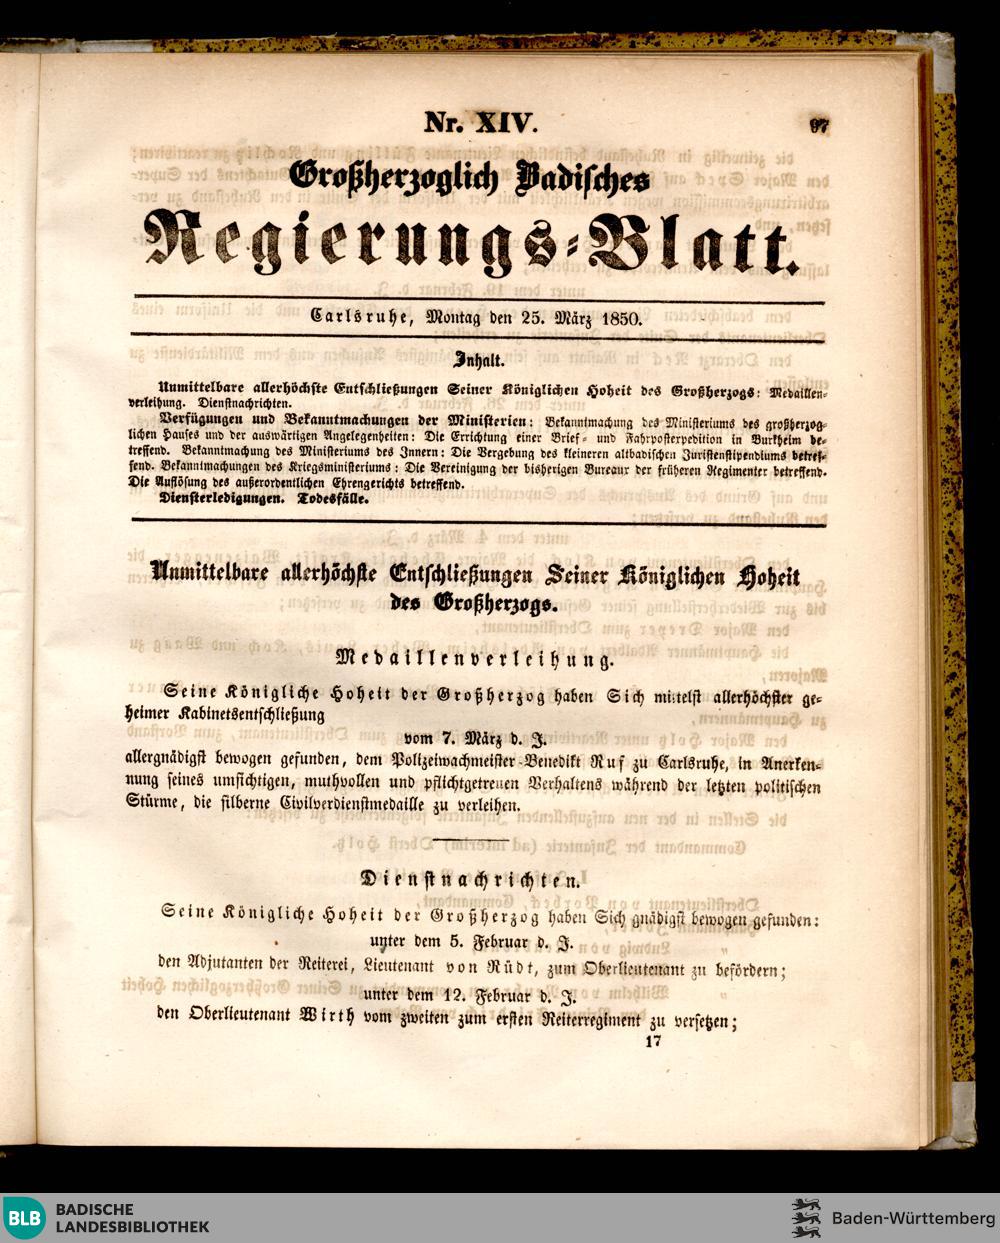 Nr. XIV.
97
Großherzoglich Badisches
Regierungs-Blatt.
Carlsruhe, Montag den 25. März 1850.
Inhalt.
Unmittelbare allerhöchste Entschließungen Seiner Königlichen Hoheit des Großherzogs: Medaillen-
verleihung. Dienstnachrichten.
Verfügungen und Bekanntmachungen der Ministerien: Bekanntmachung des Ministeriums des großherzog-
lichen Hauses und der auswärtigen Angelegenheiten: Die Errichtung einer Brief- und Fahrpostexpedition in Burkheim be-
treffend. Bekanntmachung des Ministeriums des Innern: Die Vergebung des kleineren altbadischen Juristenstipendiums betref-
fend. Bekanntmachungen des Kriegsministeriums: Die Vereinigung der bisherigen Bureaux der früheren Regimenter betreffend.
Die Auflösung des außerordentlichen Ehrengerichts betreffend.
Diensterledigungen. Todesfälle.
Unmittelbare allerhöchste Entschließungen Seiner Königlichen Hoheit
des Großherzogs.
Medaillenverleihung.
Seine Königliche Hoheit der Großherzog haben Sich mittelst allerhöchster ge-
heimer Kabinetsentschließung
vom 7. März d. J.
allergnädigst bewogen gefunden, dem Polizeiwachmeister Benedikt Ruf zu Carlsruhe, in Anerken-
nung seines umsichtigen, muthvollen und pflichtgetreuen Verhaltens während der letzten politischen
Stürme, die silberne Civilverdienstmedaille zu verleihen.
Dienstnachrichten.
Seine Königliche Hoheit der Großherzog haben Sich gnädigst bewogen gefunden:
unter dem 5. Februar d. J.
den Adjutanten der Reiterei, Lieutenant von Rüdt, zum Oberlieutenant zu befördern;
unter dem 12. Februar d. J.
den Oberlieutenant Wirth vom zweiten zum ersten Reiterregiment zu versetzen;
17
BLB BADISCHE
LANDESBIBLIOTHEK
Baden-Württemberg